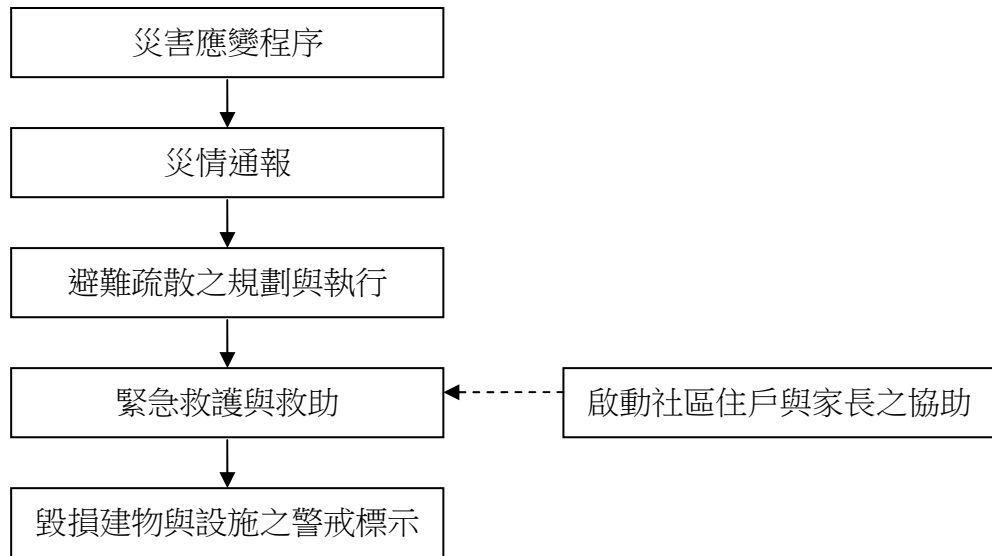 災害應變程序
災情通報
避難疏散之規劃與執行
緊急救護與救助
啟動社區住戶與家長之協助
毀損建物與設施之警戒標示